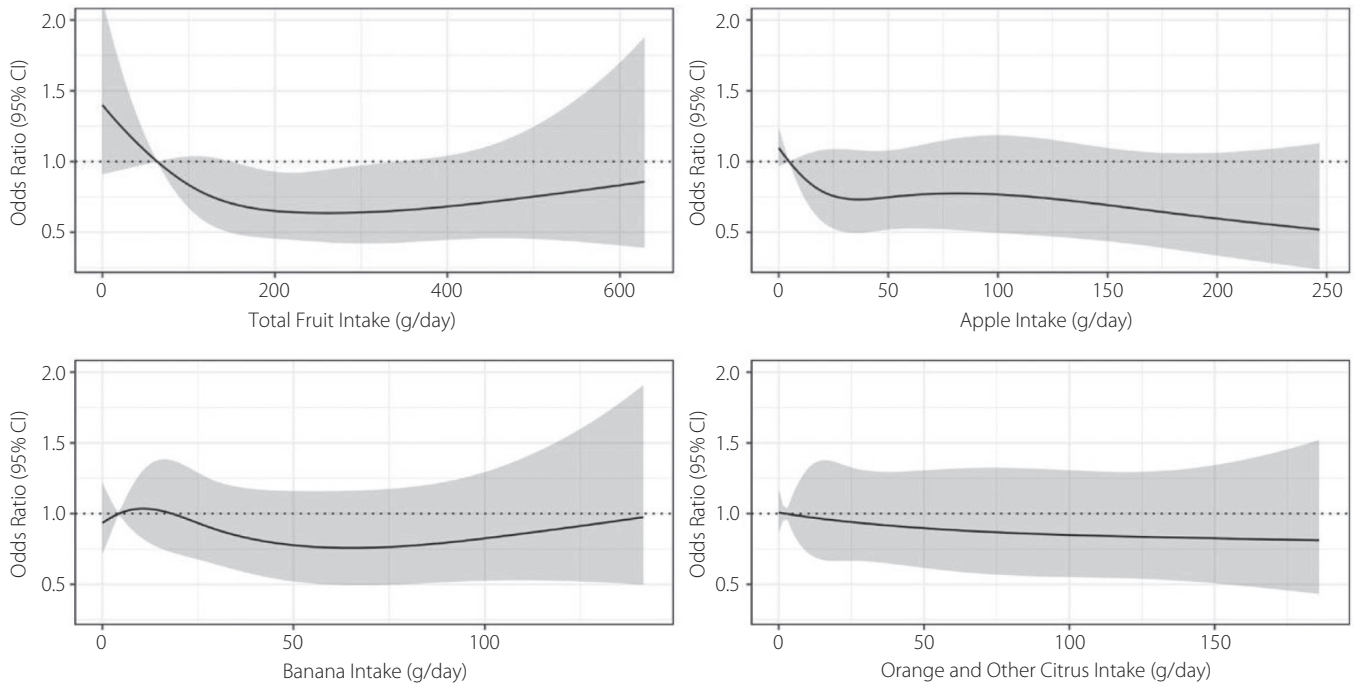 Odds Ratio (95% CI)
2.0
1.5
1.0
0.5
0 200 400 600
Total Fruit Intake (g/day)
Odds Ratio (95% CI)
2.0
1.5
1.0
0.5
0 50 100 150 200 250
Apple Intake (g/day)
Odds Ratio (95% CI)
2.0
1.5
1.0
0.5
0 50 100
Banana Intake (g/day)
Odds Ratio (95% CI)
2.0
1.5
1.0
0.5
0 50 100 150
Orange and Other Citrus Intake (g/day)